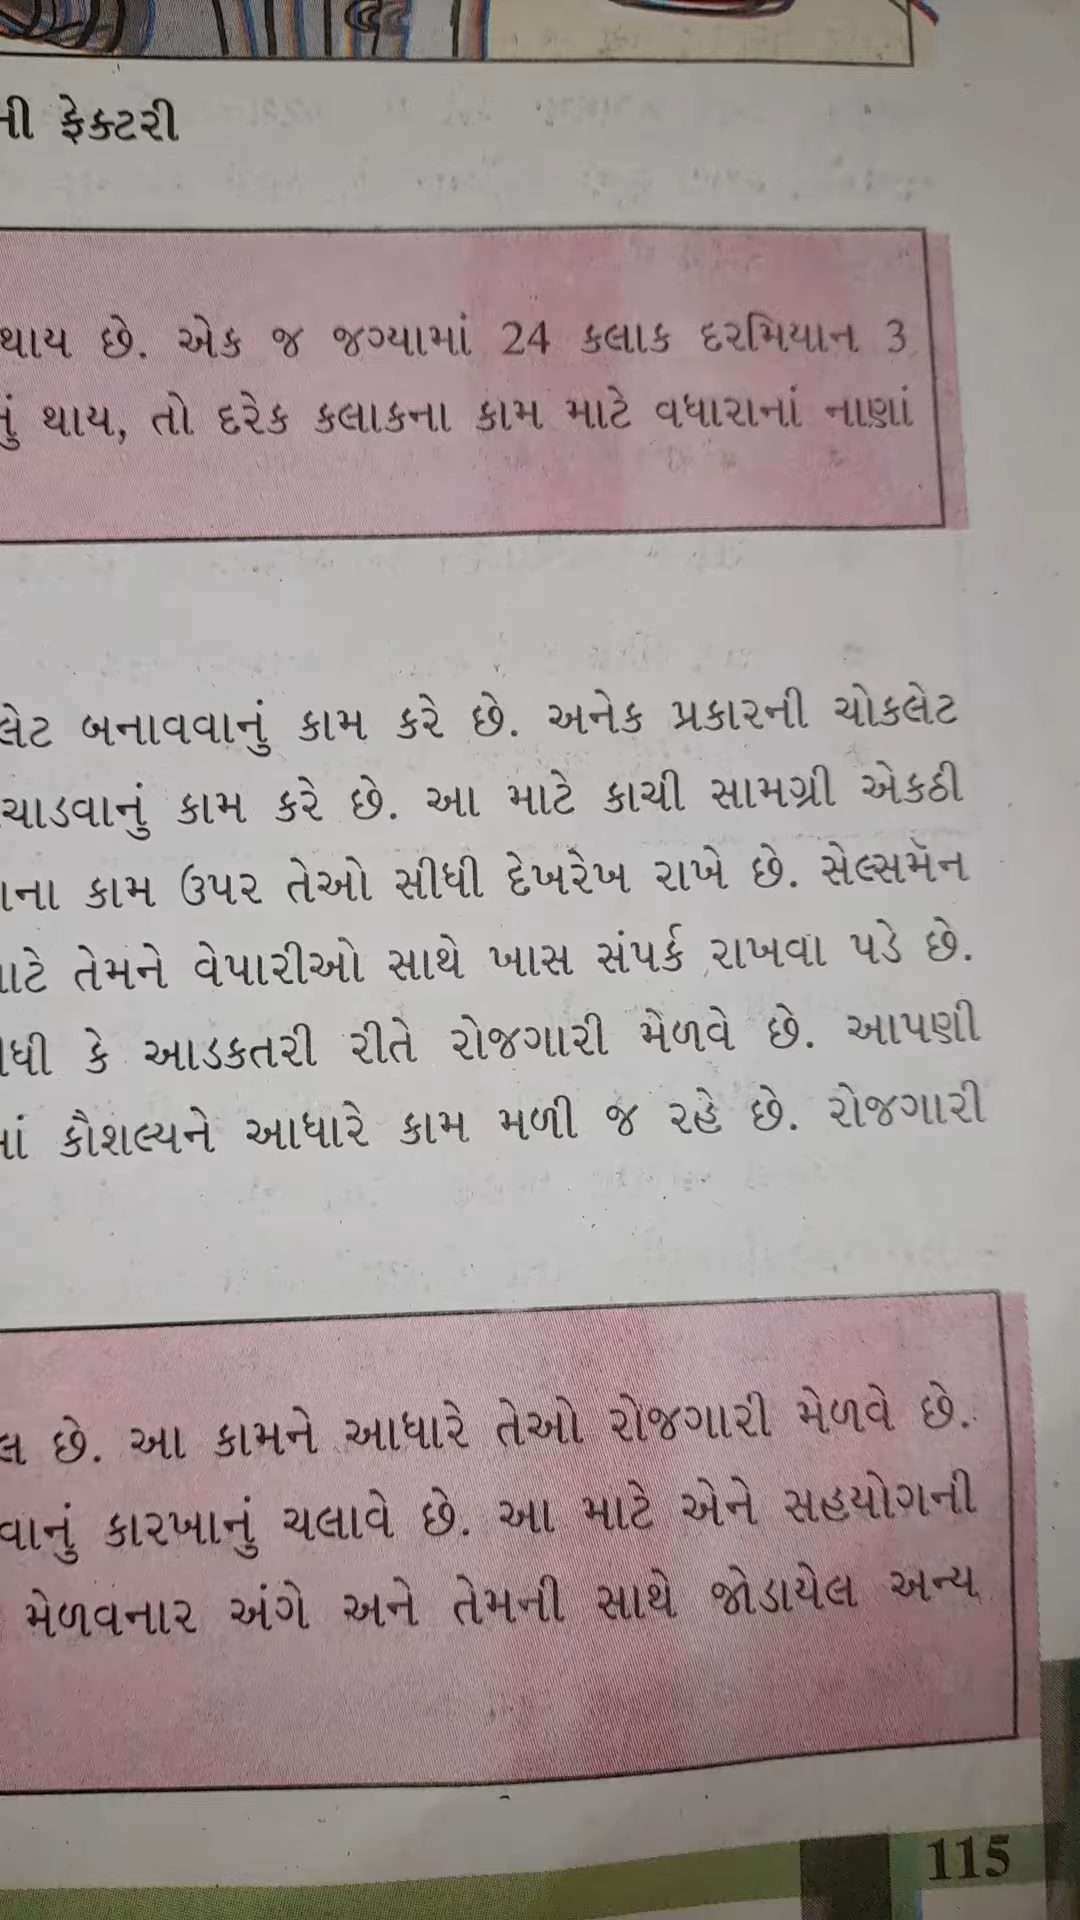 ની ફેક્ટરી
થાય છે. એક જ જગ્યામાં 24 કલાક દરમિયાન 3
થાય, તો દરેક કલાકના કામ માટે વધારાનાં નાણાં
બનાવવાનું કામ કરે છે. અનેક પ્રકારની ચોકલેટ
કામ કરે છે. આ માટે કાચી સામગ્રી એકઠી
કામ ઉપર તેઓ સીધી દેખરેખ રાખે છે. સેલ્સમૅન
તેમને વેપારીઓ સાથે ખાસ સંપર્ક રાખવા પડે છે.
કે આડકતરી રીતે રોજગારી મેળવે છે. આપણી
કૌશલ્યને આધારે કામ મળી જ રહે છે. રોજગારી
છે. આ કામને આધારે તેઓ રોજગારી મેળવે છે.
કારખાનું ચલાવે છે. આ માટે એને સહયોગની
મેળવનાર અંગે અને તેમની સાથે જોડાયેલ અન્ય
115